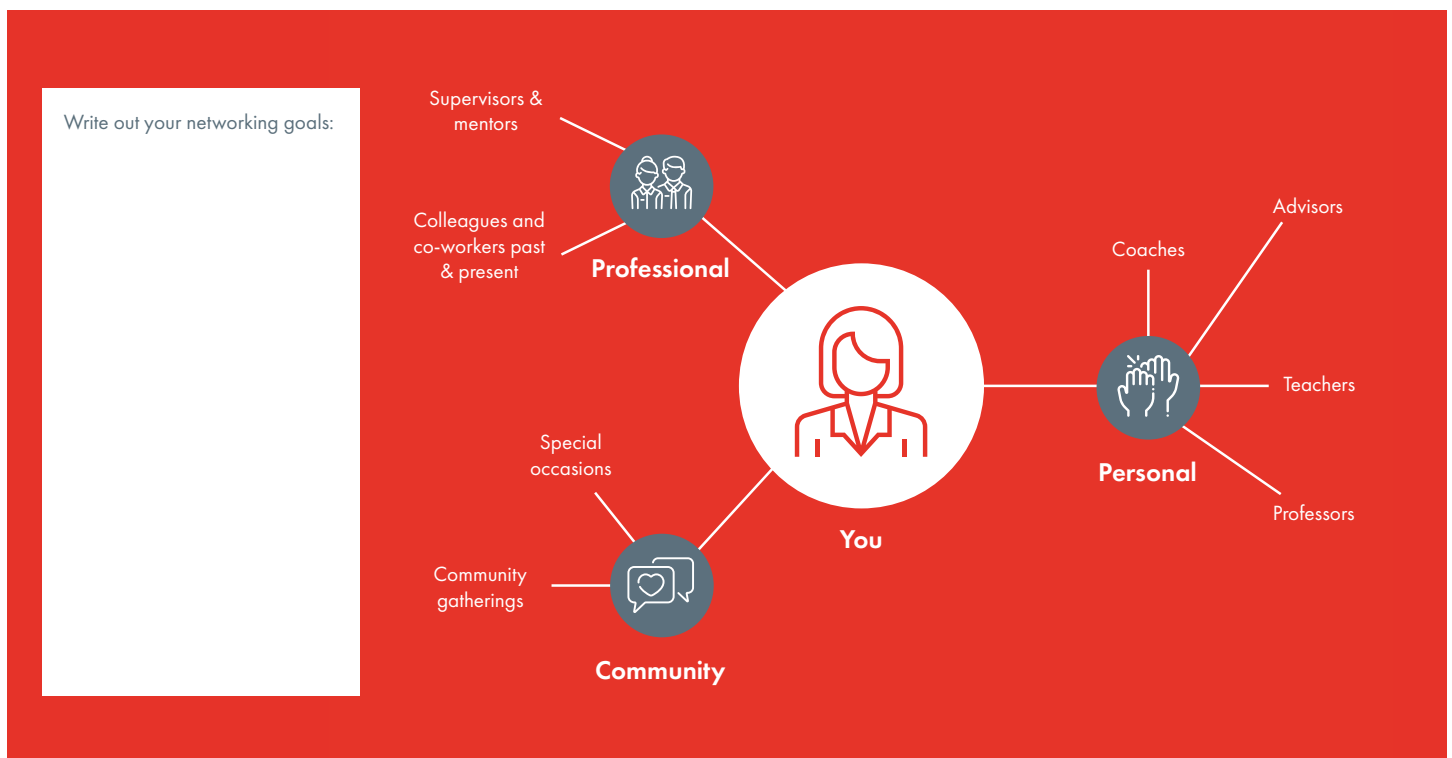 Write out your networking goals:
Supervisors &
mentors
Colleagues and
co-workers past
& present
Professional
Special
occasions
Community
gatherings
Community
You
Coaches
Advisors
Teachers
Professors
Personal